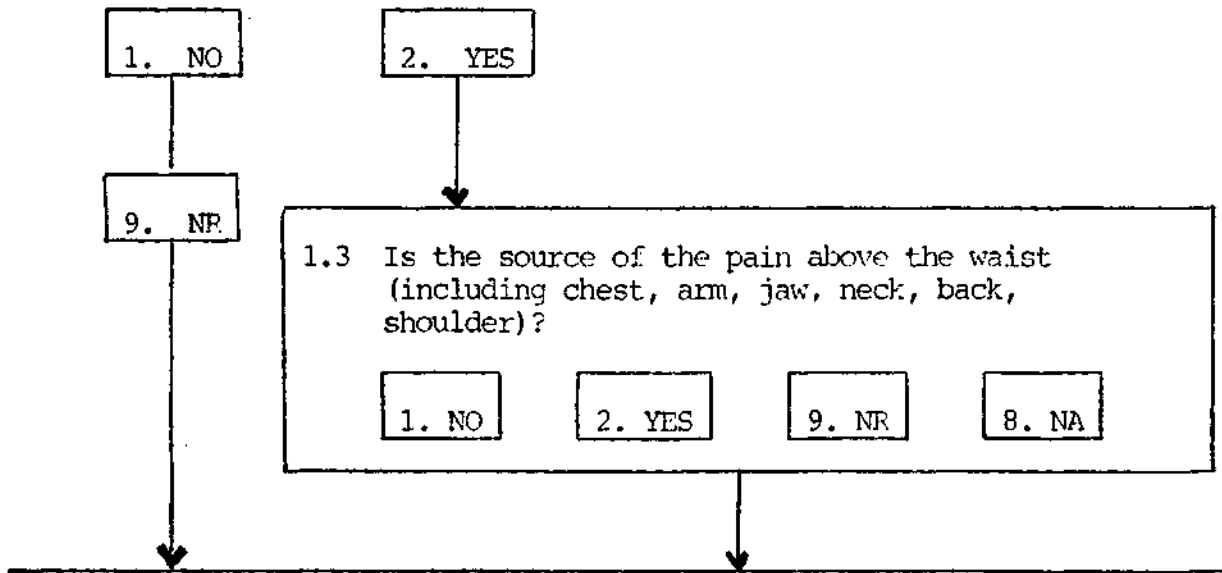 1. NO
2. YES
9. NR
1.3 Is the source of the pain above the waist
(including chest, arm, jaw, neck, back,
shoulder)?
1. NO
2. YES
9. NR
8. NA